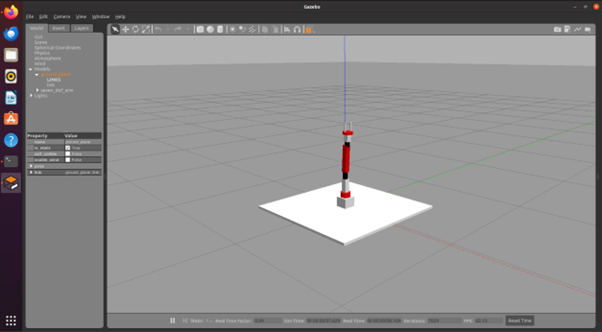 Gazebo
File Edit Camera View Window Help
World Insert Layers
GUI
Scene
Spherical Coordinates
Physics
Atmosphere
Wind
Models
ground_plane
LINKS
link
seven_dof_arm
Lights
Property Value
name ground_plane
is_static True
self_collide False
enable_wind False
pose
link ground_plane::link
Real Time Factor: Sim Time: Real Time: Iterations: FPS: Reset Time